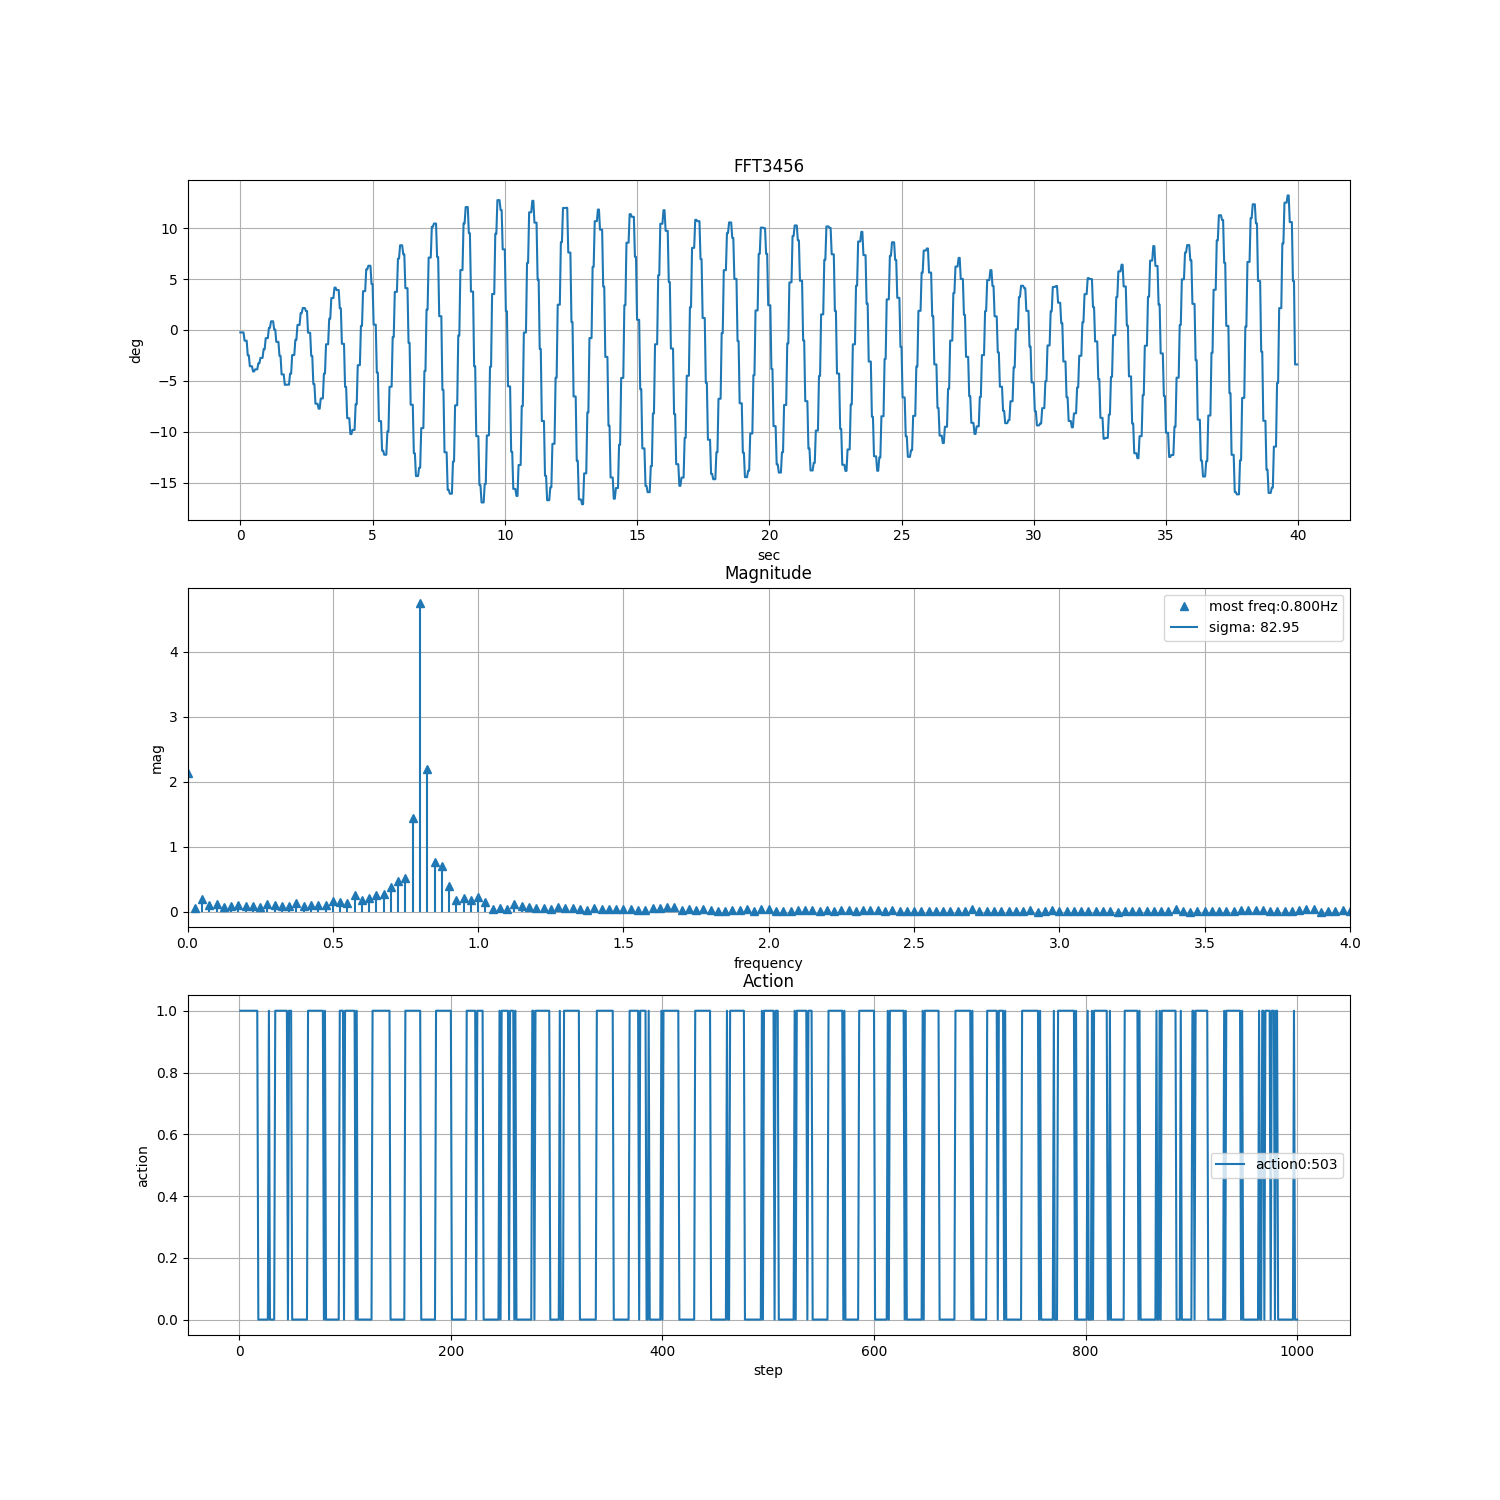 FFT3456
10
5
0
−5
−10
−15
deg
0 5 10 15 20 25 30 35 40
sec
Magnitude
most freq:0.800Hz
sigma: 82.95
4
3
2
1
0
mag
0.0 0.5 1.0 1.5 2.0 2.5 3.0 3.5 4.0
frequency
Action
1.0
0.8
0.6
0.4
0.2
0.0
action
action0:503
0 200 400 600 800 1000
step